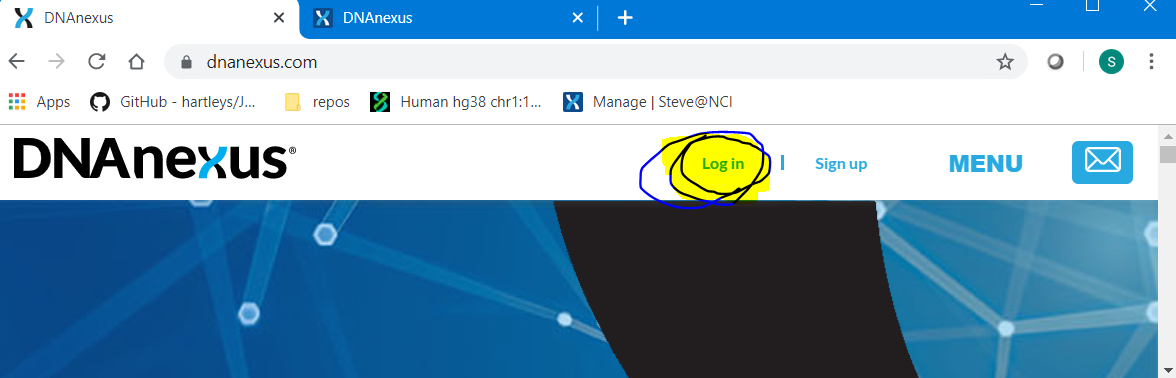 DNAnexus DNAnexus
dnanexus.com S
Apps GitHub - hartleys/J... repos Human hg38 chr1:1... Manage | Steve@NCI
DNAnexus® Log in | Sign up MENU